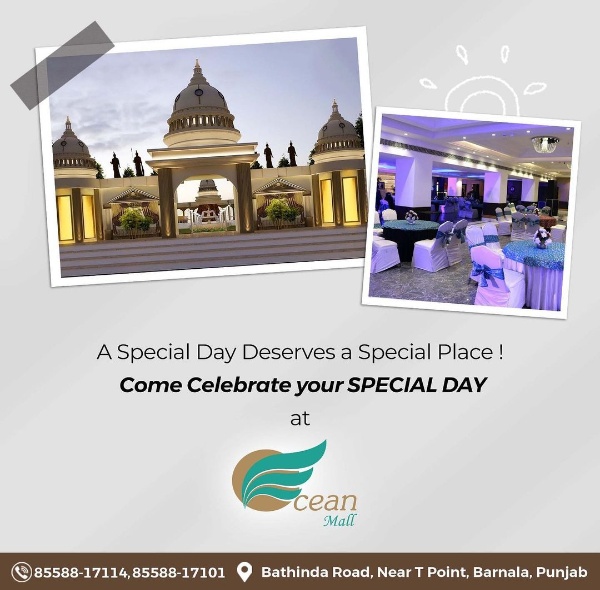 A Special Day Deserves a Special Place !
Come Celebrate your SPECIAL DAY
at
Ocean
Mall
85588-17114, 85588-17101 Bathinda Road, Near T Point, Barnala, Punjab